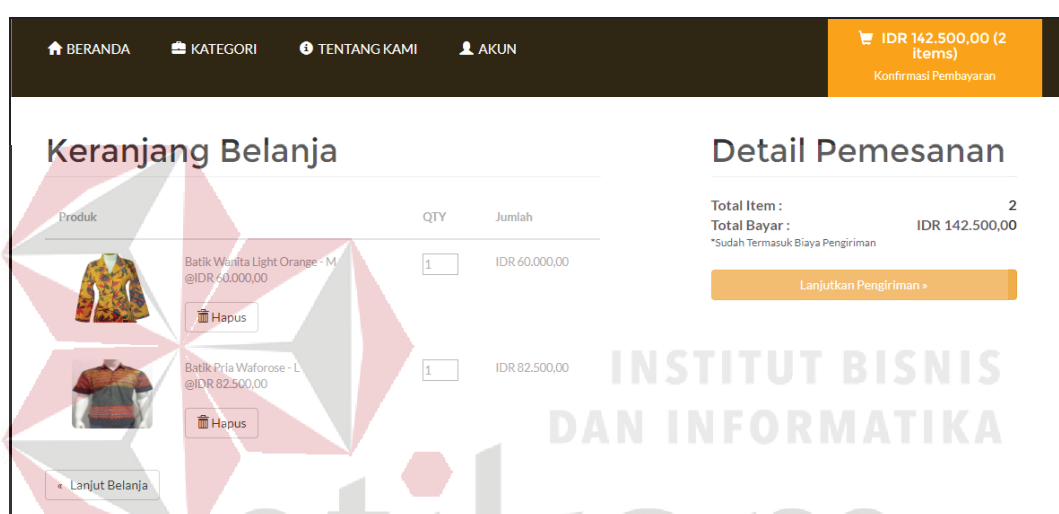 BERANDA
KATEGORI
TENTANG KAMI
AKUN
IDR 142.500,00 (2
items)
Konfirmasi Pembayaran
Keranjang Belanja
Produk
QTY
Jumlah
Batik Wanita Light Orange - M
@IDR 60.000,00
1
IDR 60.000,00
Hapus
Batik Pria Waforose - L
@IDR 82.500,00
1
IDR 82.500,00
Hapus
« Lanjut Belanja
Detail Pemesanan
Total Item :
2
Total Bayar :
IDR 142.500,00
*Sudah Termasuk Biaya Pengiriman
Lanjutkan Pengiriman »
INSTITUT BISNIS
DAN INFORMATIKA